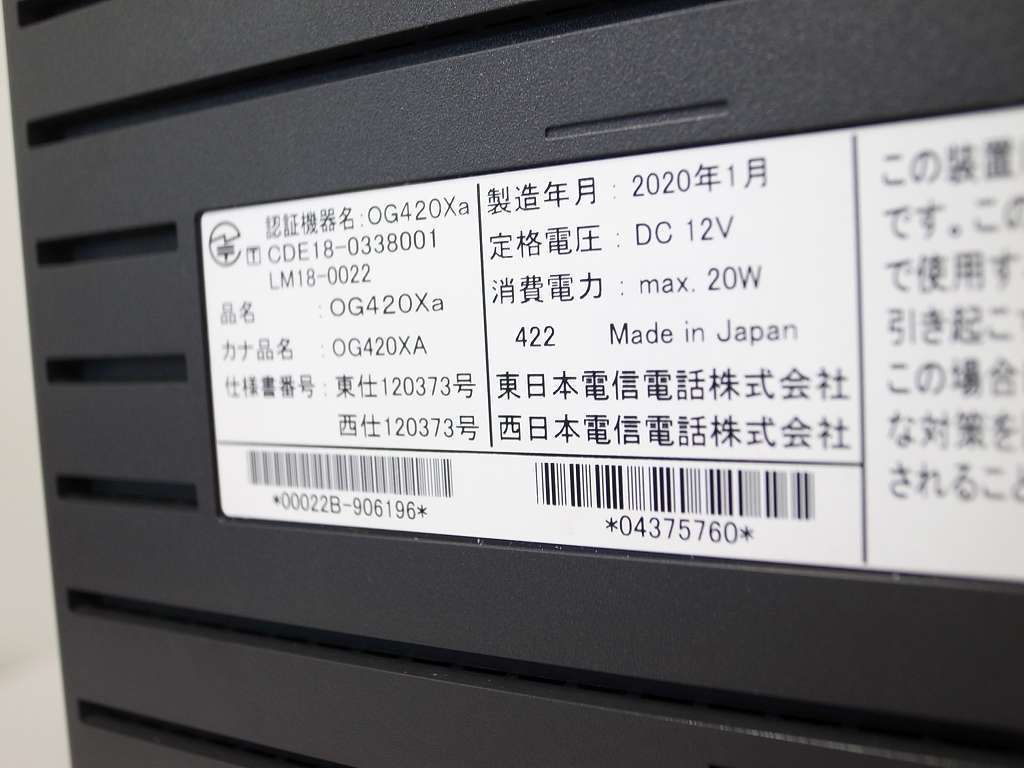 認証機器名:OG420Xa
T CDE18-0338001
LM18-0022
品名 :OG420Xa
カナ品名 :OG420XA
仕様書番号:東仕120373号
西仕120373号
製造年月:2020年1月
定格電圧:DC 12V
消費電力:max. 20W
422 Made in Japan
東日本電信電話株式会社
西日本電信電話株式会社
*00022B-906196*
*04375760*
この装置
です。この
で使用す
引き起こ
この場合
な対策を
されること